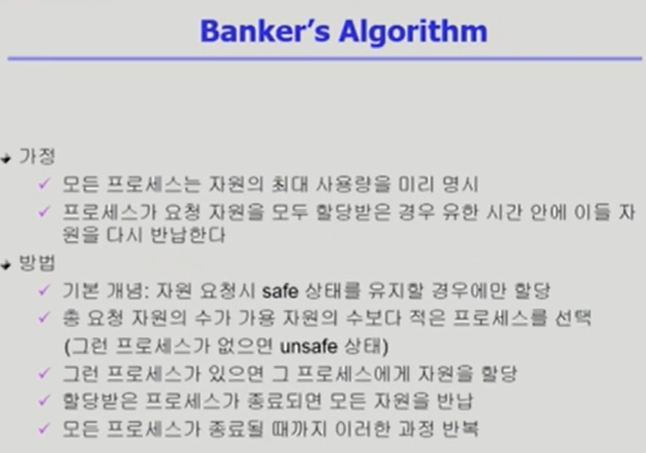 Banker's Algorithm
가정
모든 프로세스는 자원의 최대 사용량을 미리 명시
프로세스가 요청 자원을 모두 할당받은 경우 유한 시간 안에 이들 자
원을 다시 반납한다
방법
기본 개념: 자원 요청시 safe 상태를 유지할 경우에만 할당
총 요청 자원의 수가 가용 자원의 수보다 적은 프로세스를 선택
(그런 프로세스가 없으면 unsafe 상태)
그런 프로세스가 있으면 그 프로세스에게 자원을 할당
할당받은 프로세스가 종료되면 모든 자원을 반납
모든 프로세스가 종료될 때까지 이러한 과정 반복